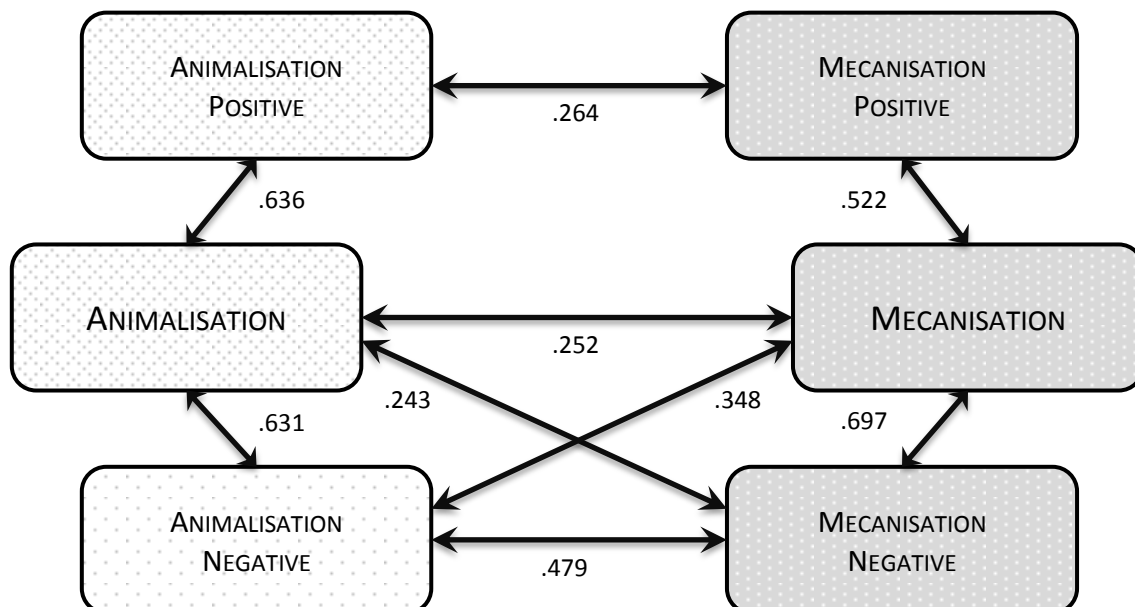 ANIMALISATION
POSITIVE
MECANISATION
POSITIVE
.264
.636
.522
ANIMALISATION
MECANISATION
.252
.243
.348
.631
.697
ANIMALISATION
NEGATIVE
MECANISATION
NEGATIVE
.479